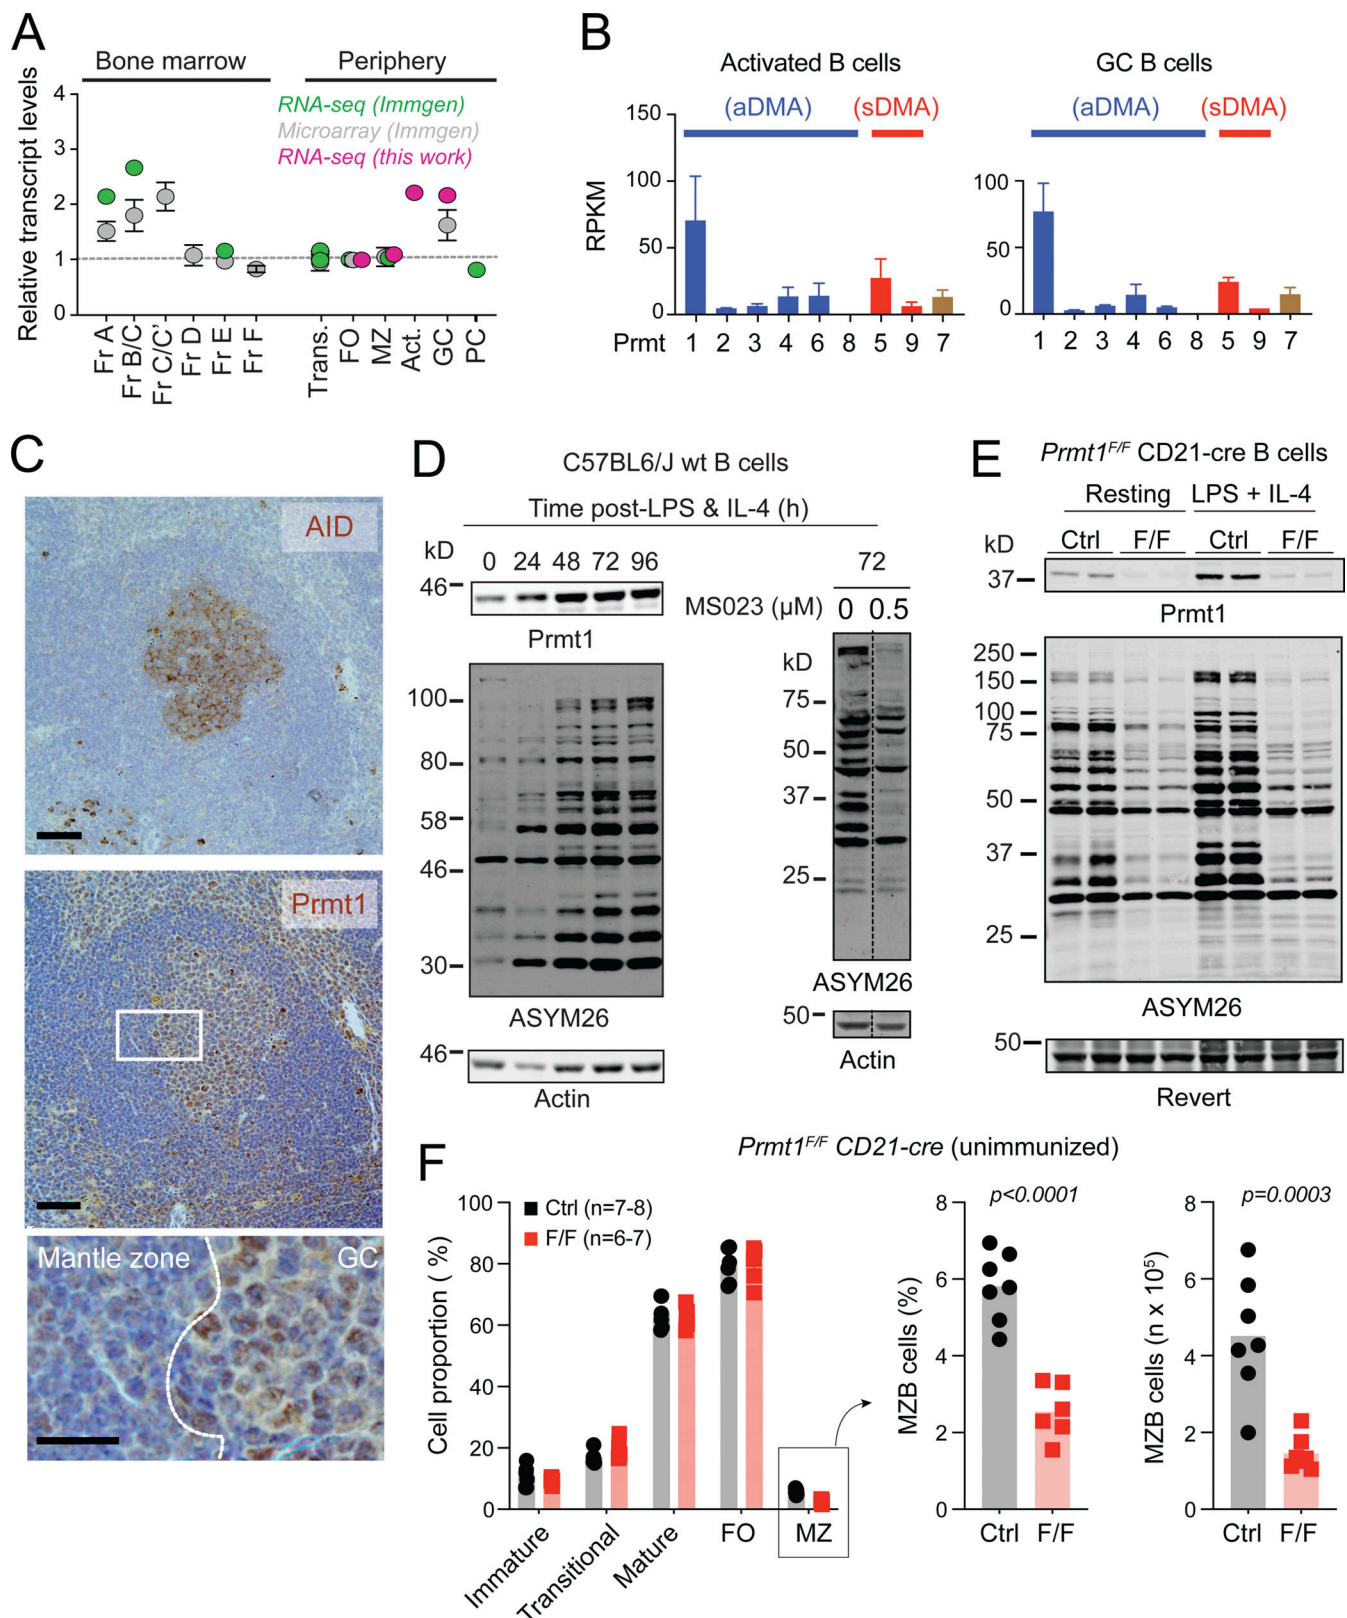 A
Bone marrow
Periphery
Relative transcript levels
4
3
2
1
0
RNA-seq (Immgen)
Microarray (Immgen)
RNA-seq (this work)
Fr A
Fr B/C
Fr C/C'
Fr D
Fr E
Fr F
Trans.
FO
MZ
Act.
GC
PC
B
Activated B cells
GC B cells
(aDMA)
(sDMA)
(aDMA)
(sDMA)
RPKM
150
100
50
0
100
50
0
Prmt 1 2 3 4 6 8 5 9 7
1 2 3 4 6 8 5 9 7
C
AID
Prmt1
Mantle zone
GC
D
C57BL6/J wt B cells
Time post-LPS & IL-4 (h)
kD 0 24 48 72 96
46
Prmt1
100
80
58
46
30
ASYM26
46
Actin
72
MS023 (µM) 0 0.5
kD
75
50
37
25
ASYM26
50
Actin
E
Prmt1F/F CD21-cre B cells
Resting LPS + IL-4
kD Ctrl F/F Ctrl F/F
37
Prmt1
250
150
100
75
50
37
25
ASYM26
50
Revert
F
Prmt1F/F CD21-cre (unimmunized)
Cell proportion ( %)
100
80
60
40
20
0
Ctrl (n=7-8)
F/F (n=6-7)
Immature
Transitional
Mature
FO
MZ
p<0.0001
MZB cells (%)
8
6
4
2
0
Ctrl F/F
p=0.0003
MZB cells (n x 10⁵)
8
6
4
2
0
Ctrl F/F